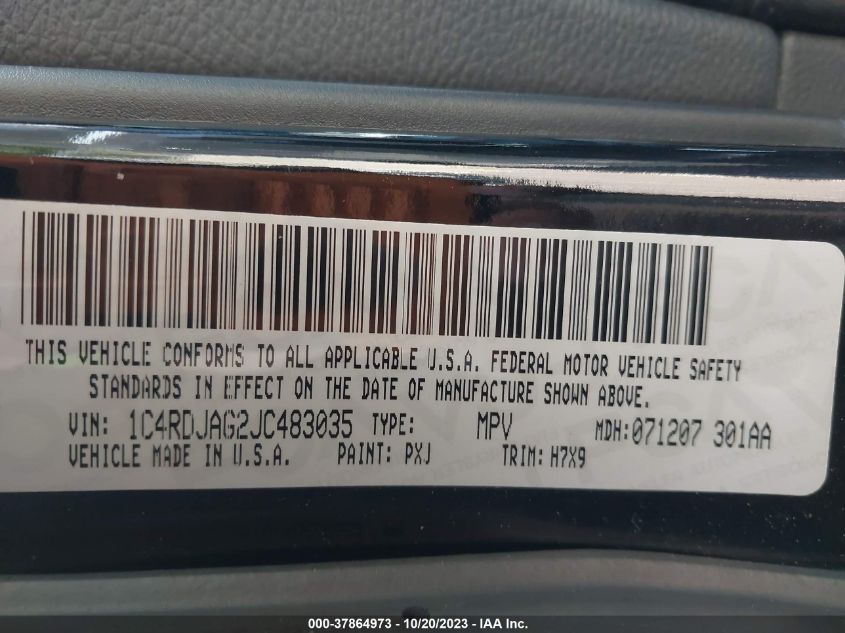 THIS VEHICLE CONFORMS TO ALL APPLICABLE U.S.A. FEDERAL MOTOR VEHICLE SAFETY
STANDARDS IN EFFECT ON THE DATE OF MANUFACTURE SHOWN ABOVE.
VIN: 1C4RDJAG2JC483035 TYPE: MPV MDH:071207 301AA
VEHICLE MADE IN U.S.A. PAINT: PXJ TRIM: H7X9
000-37864973 | 10/20/2023 - IAA Inc.